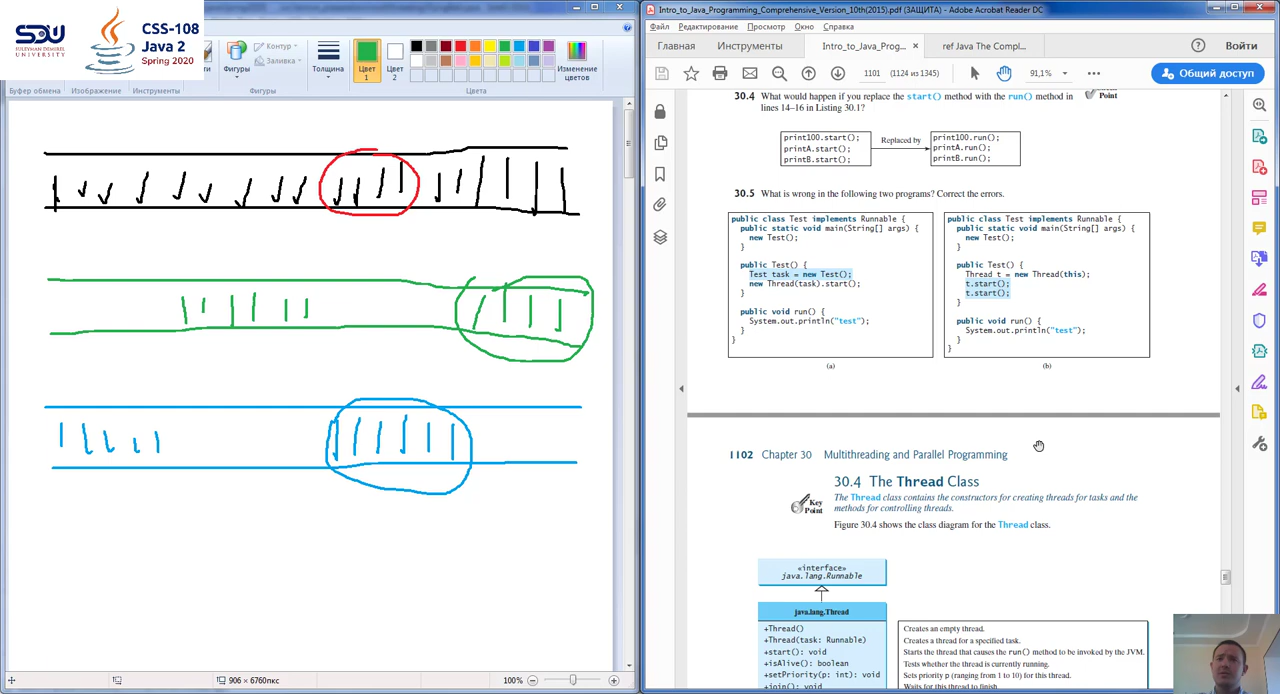 SDU
SULEYMAN DEMIREL
UNIVERSITY
CSS-108
Java 2
Spring 2020
Java
Фигуры
Контур
Заливка
Толщина
Цвет
1
Цвет
2
Изменение
цветов
Буфер обмена
Изображение
Инструменты
Фигуры
Цвета
906 × 6760пкс
100%
Intro_to_Java_Programming_Comprehensive_Version_10th(2015).pdf (ЗАЩИТА) - Adobe Acrobat Reader DC
Файл Редактирование Просмотр Окно Справка
Главная Инструменты Intro_to_Java_Prog... × ref Java The Compl... Войти
1101 (1124 из 1345) 91,1% Общий доступ
30.4 What would happen if you replace the start() method with the run() method in
lines 14–16 in Listing 30.1?
Point
print100.start();
printA.start();
printB.start();
Replaced by
print100.run();
printA.run();
printB.run();
30.5 What is wrong in the following two programs? Correct the errors.
public class Test implements Runnable {
public static void main(String[] args) {
new Test();
}
public Test() {
Test task = new Test();
new Thread(task).start();
}
public void run() {
System.out.println("test");
}
}
(a)
public class Test implements Runnable {
public static void main(String[] args) {
new Test();
}
public Test() {
Thread t = new Thread(this);
t.start();
t.start();
}
public void run() {
System.out.println("test");
}
}
(b)
1102 Chapter 30 Multithreading and Parallel Programming
30.4 The Thread Class
Key
Point
The Thread class contains the constructors for creating threads for tasks and the
methods for controlling threads.
Figure 30.4 shows the class diagram for the Thread class.
«interface»
java.lang.Runnable
java.lang.Thread
+Thread()
+Thread(task: Runnable)
+start(): void
+isAlive(): boolean
+setPriority(p: int): void
+join(): void
Creates an empty thread.
Creates a thread for a specified task.
Starts the thread that causes the run() method to be invoked by the JVM.
Tests whether the thread is currently running.
Sets priority p (ranging from 1 to 10) for this thread.
Waits for this thread to finish.